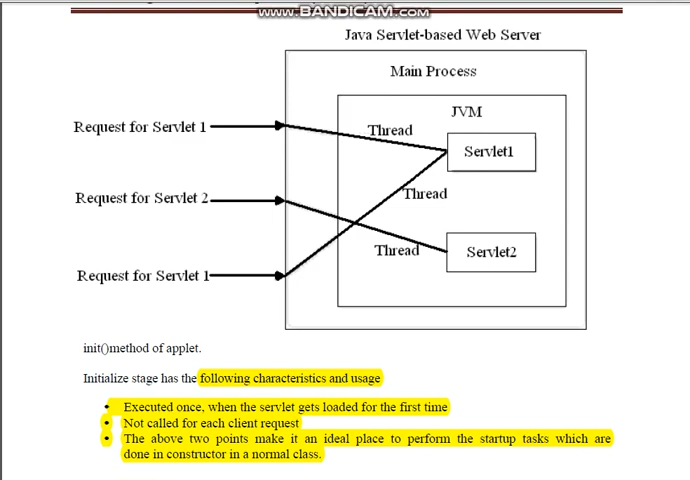 www.BANDICAM.com
Java Servlet-based Web Server
Main Process
JVM
Request for Servlet 1
Thread
Servlet1
Request for Servlet 2
Thread
Thread
Servlet2
Request for Servlet 1
init()method of applet.
Initialize stage has the following characteristics and usage
• Executed once, when the servlet gets loaded for the first time
• Not called for each client request
• The above two points make it an ideal place to perform the startup tasks which are
done in constructor in a normal class.